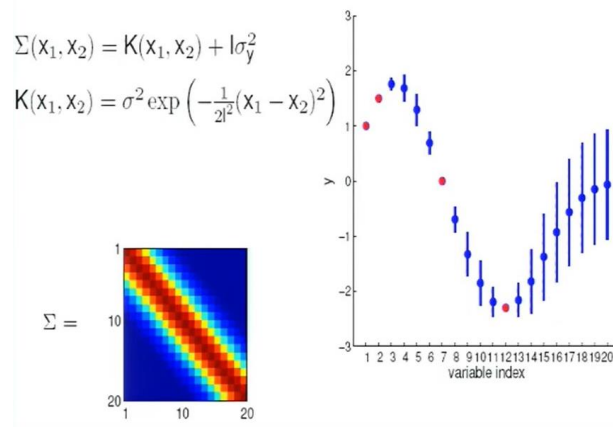 Σ(x₁, x₂) = K(x₁, x₂) + Iσ_y²
K(x₁, x₂) = σ² exp(−1/(2l²) (x₁ − x₂)²)
Σ =
1
10
20
1 10 20
3
2
1
0
−1
−2
−3
y
1 2 3 4 5 6 7 8 9 10 11 12 13 14 15 16 17 18 19 20
variable index